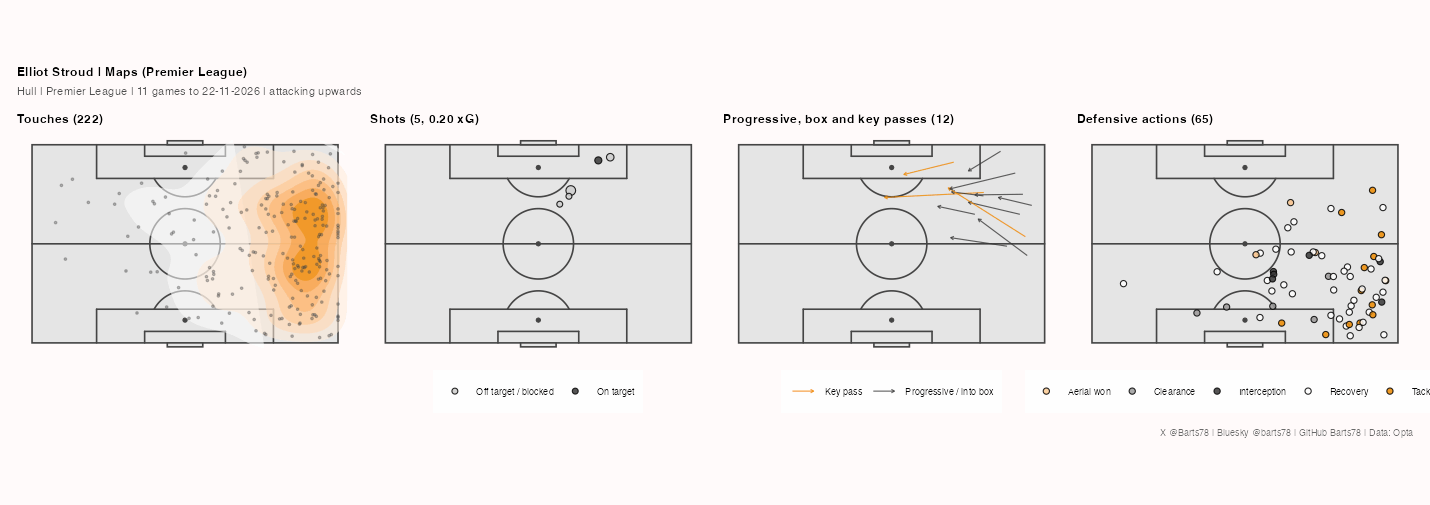 Elliot Stroud | Maps (Premier League)
Hull | Premier League | 11 games to 22-11-2026 | attacking upwards
Touches (222)
Shots (5, 0.20 xG)
Progressive, box and key passes (12)
Defensive actions (65)
Off target / blocked
On target
Key pass
Progressive / Into box
Aerial won
Clearance
Interception
Recovery
Tack
X @Barts78 | Bluesky @barts78 | GitHub Barts78 | Data: Opta